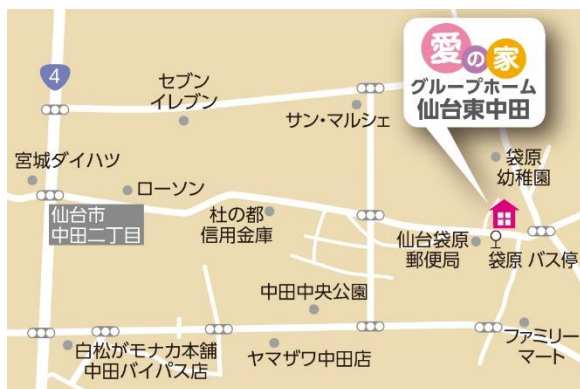 愛の家
グループホーム
仙台東中田
4
セブン
イレブン
サン・マルシェ
袋原
幼稚園
宮城ダイハツ
ローソン
仙台市
中田二丁目
杜の都
信用金庫
仙台袋原
郵便局
袋原 バス停
中田中央公園
白松がモナカ本舗
中田バイパス店
ヤマザワ中田店
ファミリー
マート